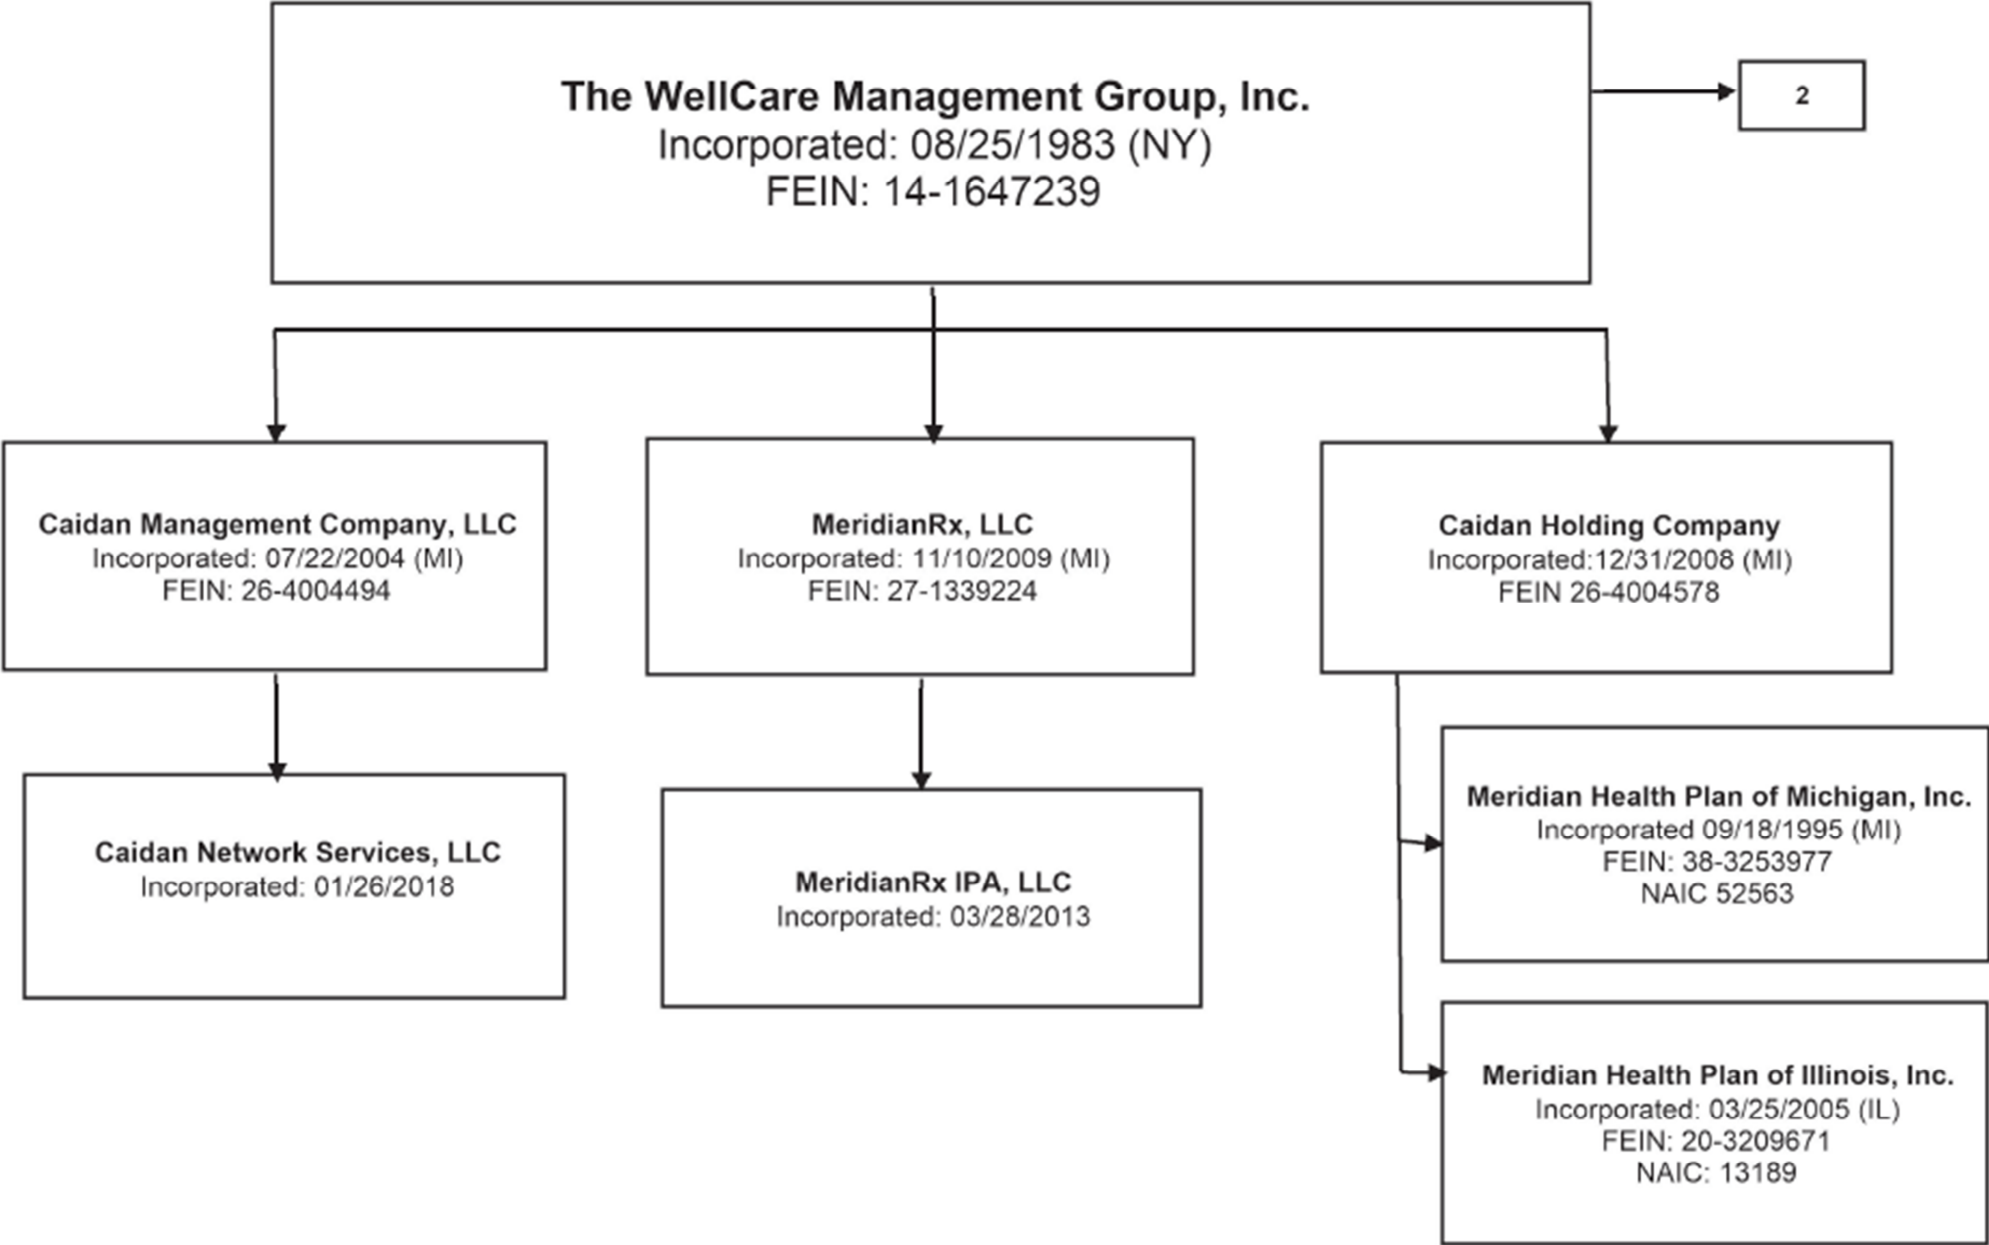 The WellCare Management Group, Inc.
Incorporated: 08/25/1983 (NY)
FEIN: 14-1647239
2
Caidan Management Company, LLC
Incorporated: 07/22/2004 (MI)
FEIN: 26-4004494
MeridianRx, LLC
Incorporated: 11/10/2009 (MI)
FEIN: 27-1339224
Caidan Holding Company
Incorporated:12/31/2008 (MI)
FEIN 26-4004578
Caidan Network Services, LLC
Incorporated: 01/26/2018
MeridianRx IPA, LLC
Incorporated: 03/28/2013
Meridian Health Plan of Michigan, Inc.
Incorporated 09/18/1995 (MI)
FEIN: 38-3253977
NAIC 52563
Meridian Health Plan of Illinois, Inc.
Incorporated: 03/25/2005 (IL)
FEIN: 20-3209671
NAIC: 13189